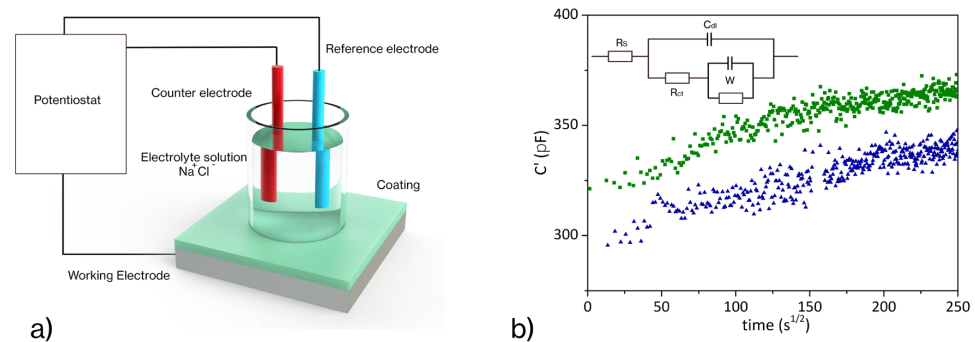 Reference electrode
Potentiostat
Counter electrode
Electrolyte solution
+ -
Na Cl
Coating
Working Electrode
a)
400
350
300
C' (pF)
0
50
100
150
200
250
time (s1/2)
Cdl
Rs
W
Rct
b)